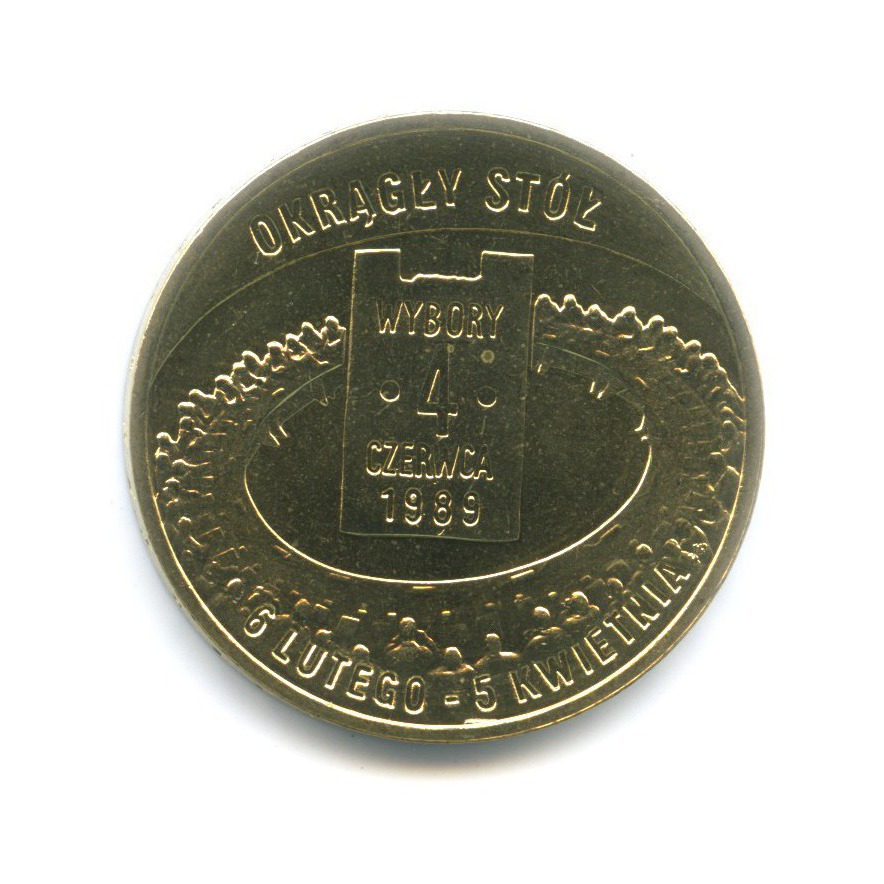 OKRĄGŁY STÓŁ
WYBORY
· 4 ·
CZERWCA
1989
6 LUTEGO - 5 KWIETNIA